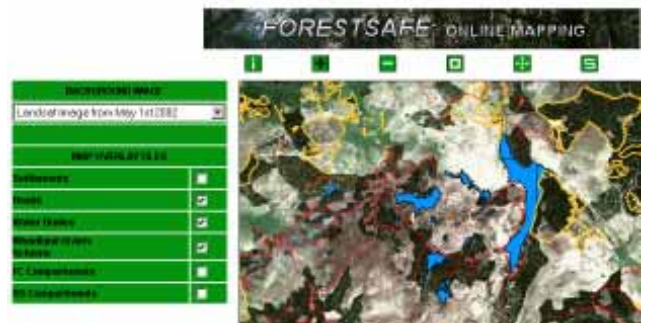 FORESTSAFE ONLINE MAPPING
i
BACKGROUND IMAGE
Landsat image from May 1st 2002
MAP OVERLAY FILES
Settlements
Roads
Water Bodies
Woodland Grants
Scheme
FC Compartments